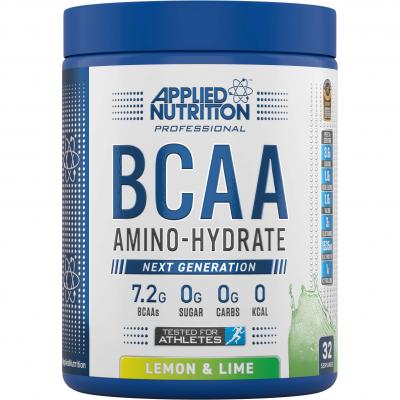 APPLIED
NUTRITION
PROFESSIONAL
BCAA
AMINO-HYDRATE
NEXT GENERATION
7.2G 0G 0G 0
BCAAs SUGAR CARBS KCAL
TESTED FOR
ATHLETES
LEMON & LIME
32
SERVINGS